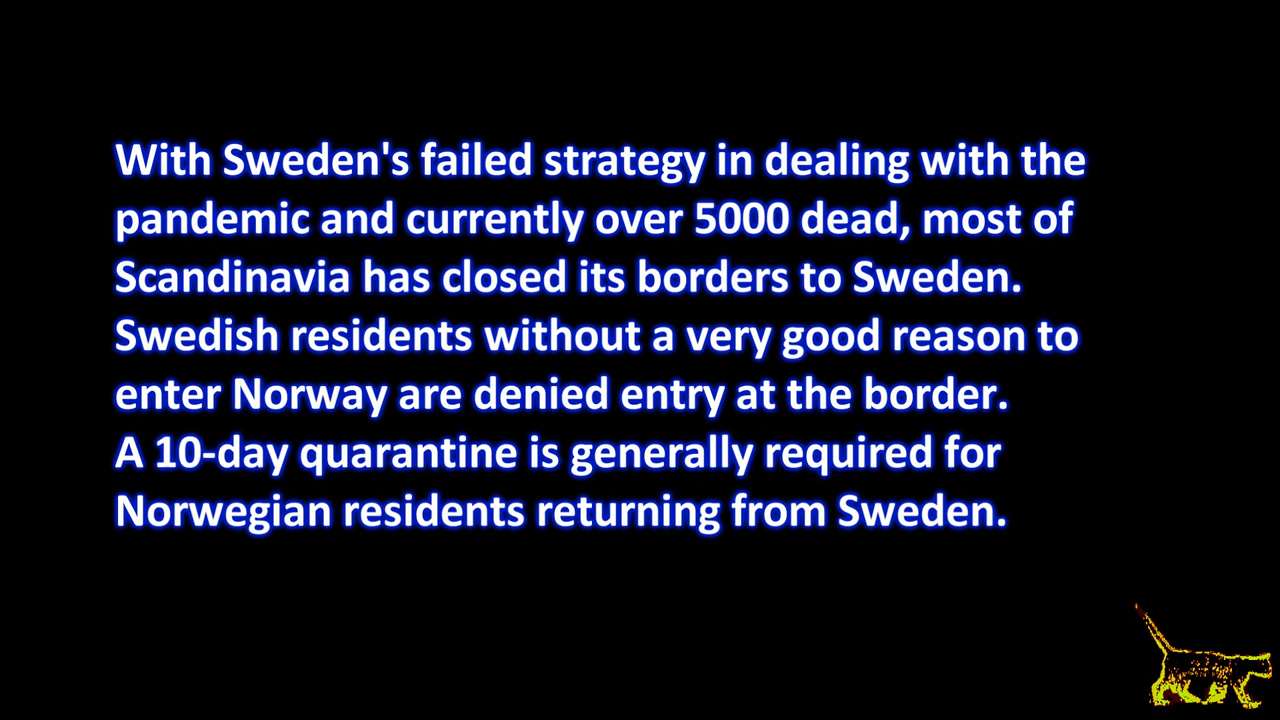 With Sweden's failed strategy in dealing with the
pandemic and currently over 5000 dead, most of
Scandinavia has closed its borders to Sweden.
Swedish residents without a very good reason to
enter Norway are denied entry at the border.
A 10-day quarantine is generally required for
Norwegian residents returning from Sweden.